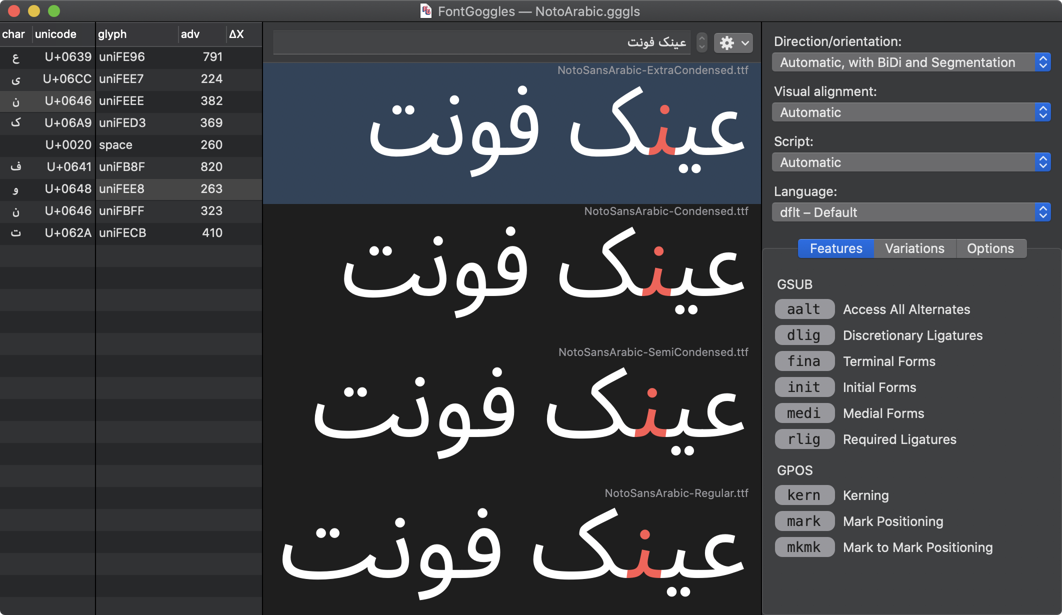 FontGoggles — NotoArabic.gggls
char unicode glyph adv ΔX
ع U+0639 uniFE96 791
ی U+06CC uniFEE7 224
ن U+0646 uniFEEE 382
ک U+06A9 uniFED3 369
U+0020 space 260
ف U+0641 uniFB8F 820
و U+0648 uniFEE8 263
ن U+0646 uniFBFF 323
ت U+062A uniFECB 410
عینک فونت
NotoSansArabic-ExtraCondensed.ttf
عینک فونت
NotoSansArabic-Condensed.ttf
عینک فونت
NotoSansArabic-SemiCondensed.ttf
عینک فونت
NotoSansArabic-Regular.ttf
عینک فونت
Direction/orientation:
Automatic, with BiDi and Segmentation
Visual alignment:
Automatic
Script:
Automatic
Language:
dflt – Default
Features Variations Options
GSUB
aalt Access All Alternates
dlig Discretionary Ligatures
fina Terminal Forms
init Initial Forms
medi Medial Forms
rlig Required Ligatures
GPOS
kern Kerning
mark Mark Positioning
mkmk Mark to Mark Positioning